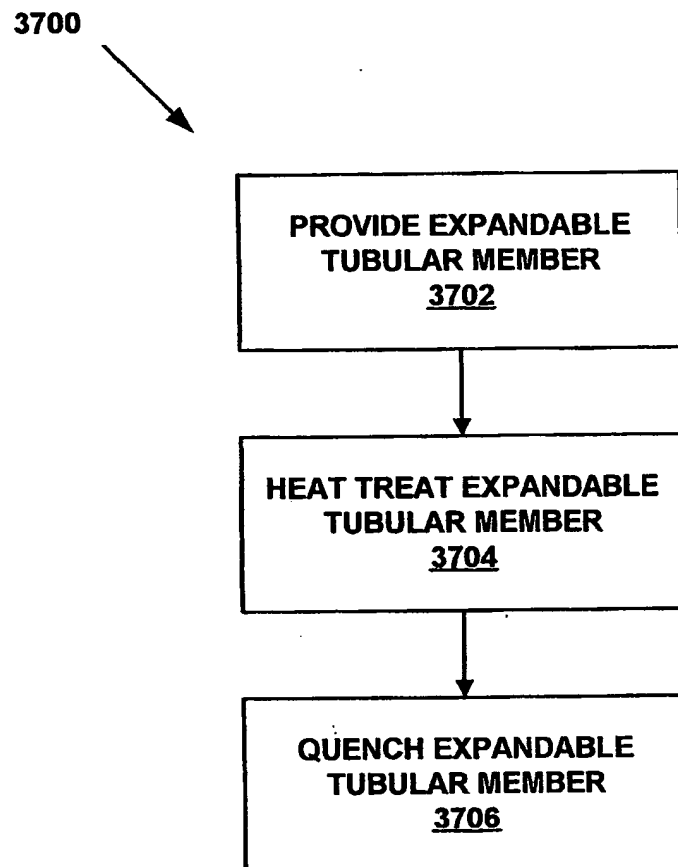 3700
PROVIDE EXPANDABLE
TUBULAR MEMBER
3702
HEAT TREAT EXPANDABLE
TUBULAR MEMBER
3704
QUENCH EXPANDABLE
TUBULAR MEMBER
3706